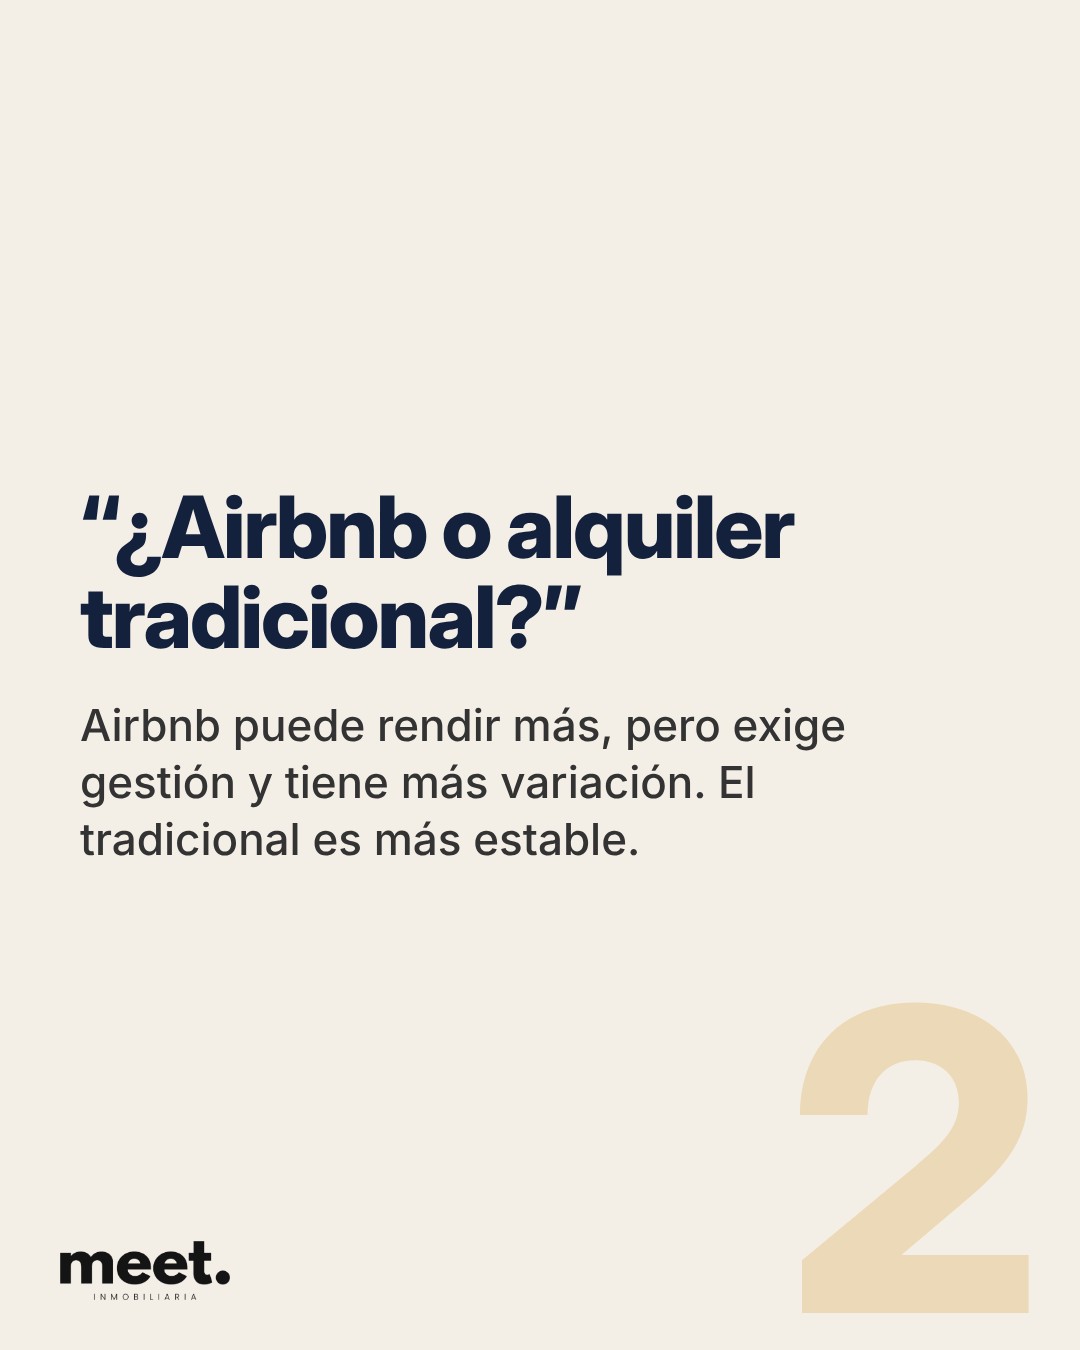 “¿Airbnb o alquiler
tradicional?”
Airbnb puede rendir más, pero exige
gestión y tiene más variación. El
tradicional es más estable.
2
meet.
INMOBILIARIA